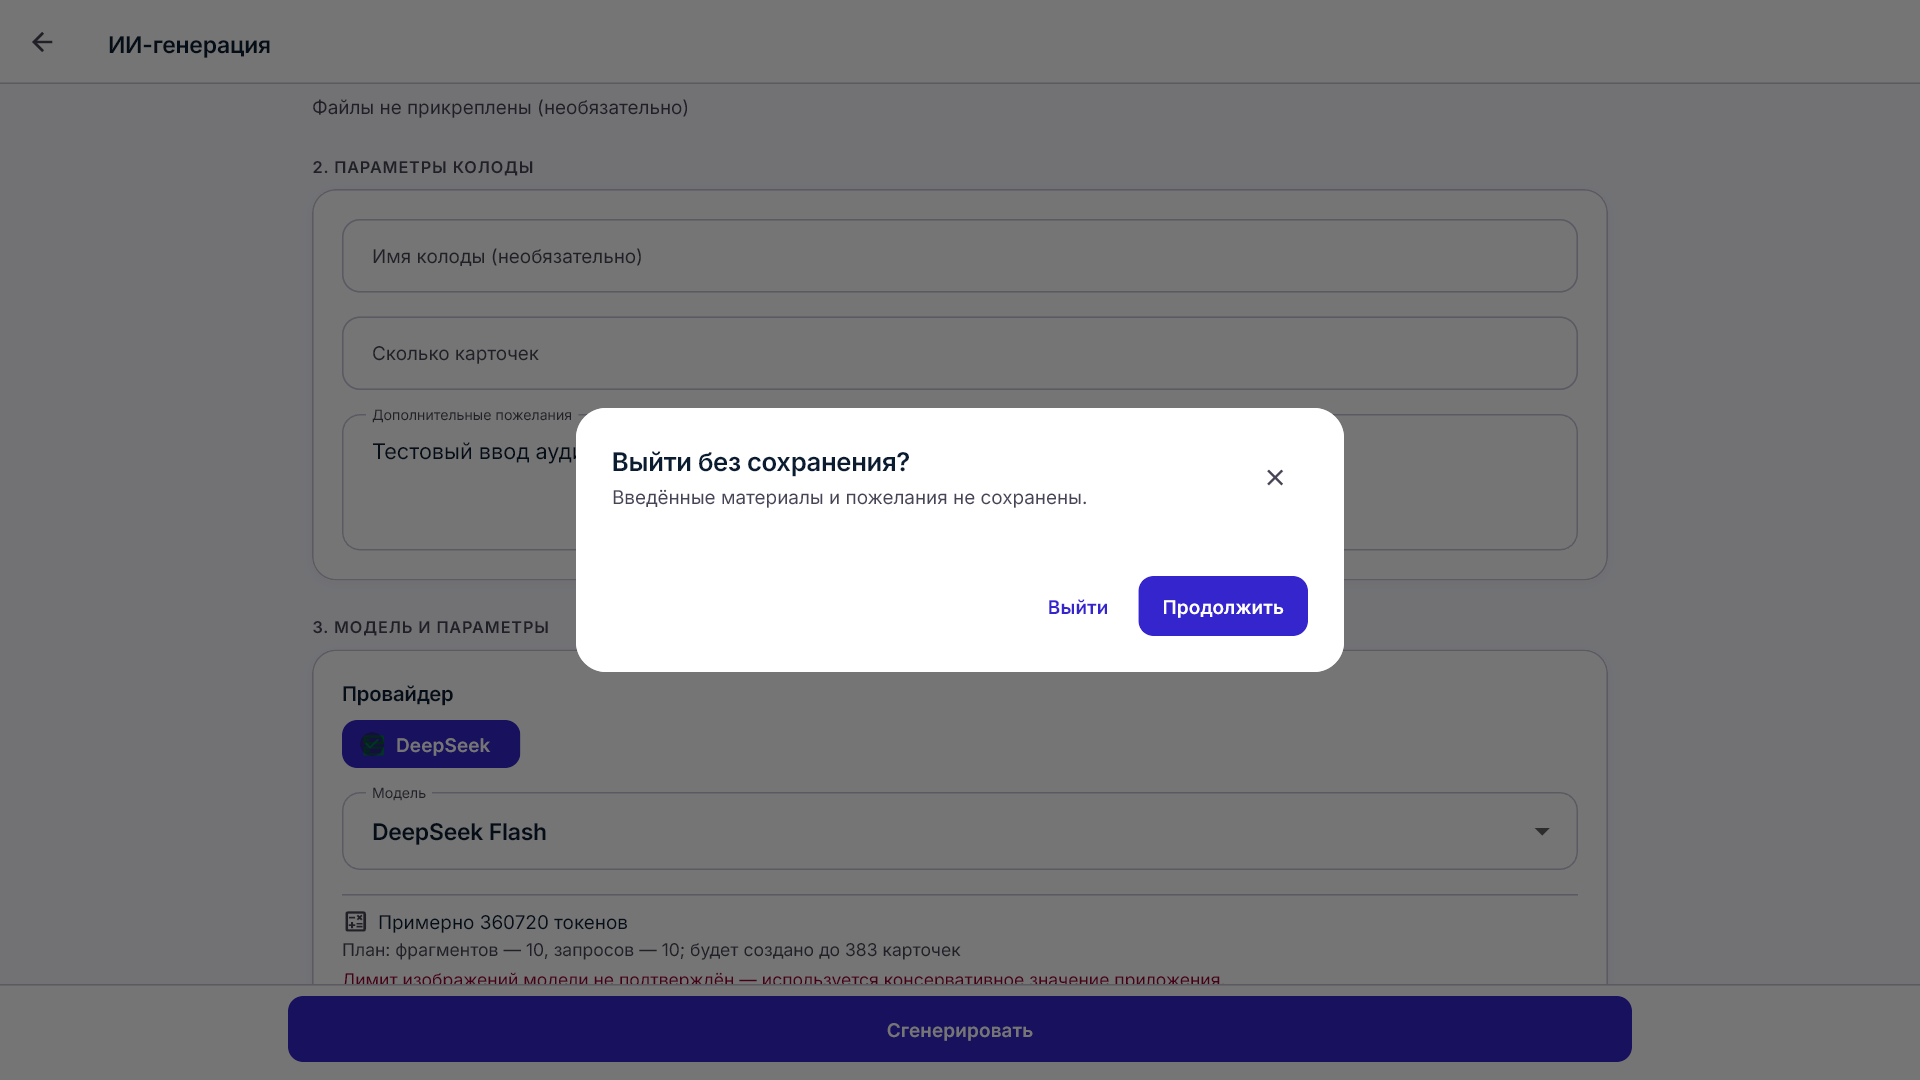 ИИ-генерация
Файлы не прикреплены (необязательно)
2. ПАРАМЕТРЫ КОЛОДЫ
Имя колоды (необязательно)
Сколько карточек
Дополнительные пожелания
Тестовый ввод
Выйти без сохранения?
Введённые материалы и пожелания не сохранены.
Выйти
Продолжить
3. МОДЕЛЬ И ПАРАМЕТРЫ
Провайдер
DeepSeek
Модель
DeepSeek Flash
Примерно 360720 токенов
План: фрагментов — 10, запросов — 10; будет создано до 383 карточек
Лимит изображений модели не подтверждён — используется консервативное значение приложения
Сгенерировать